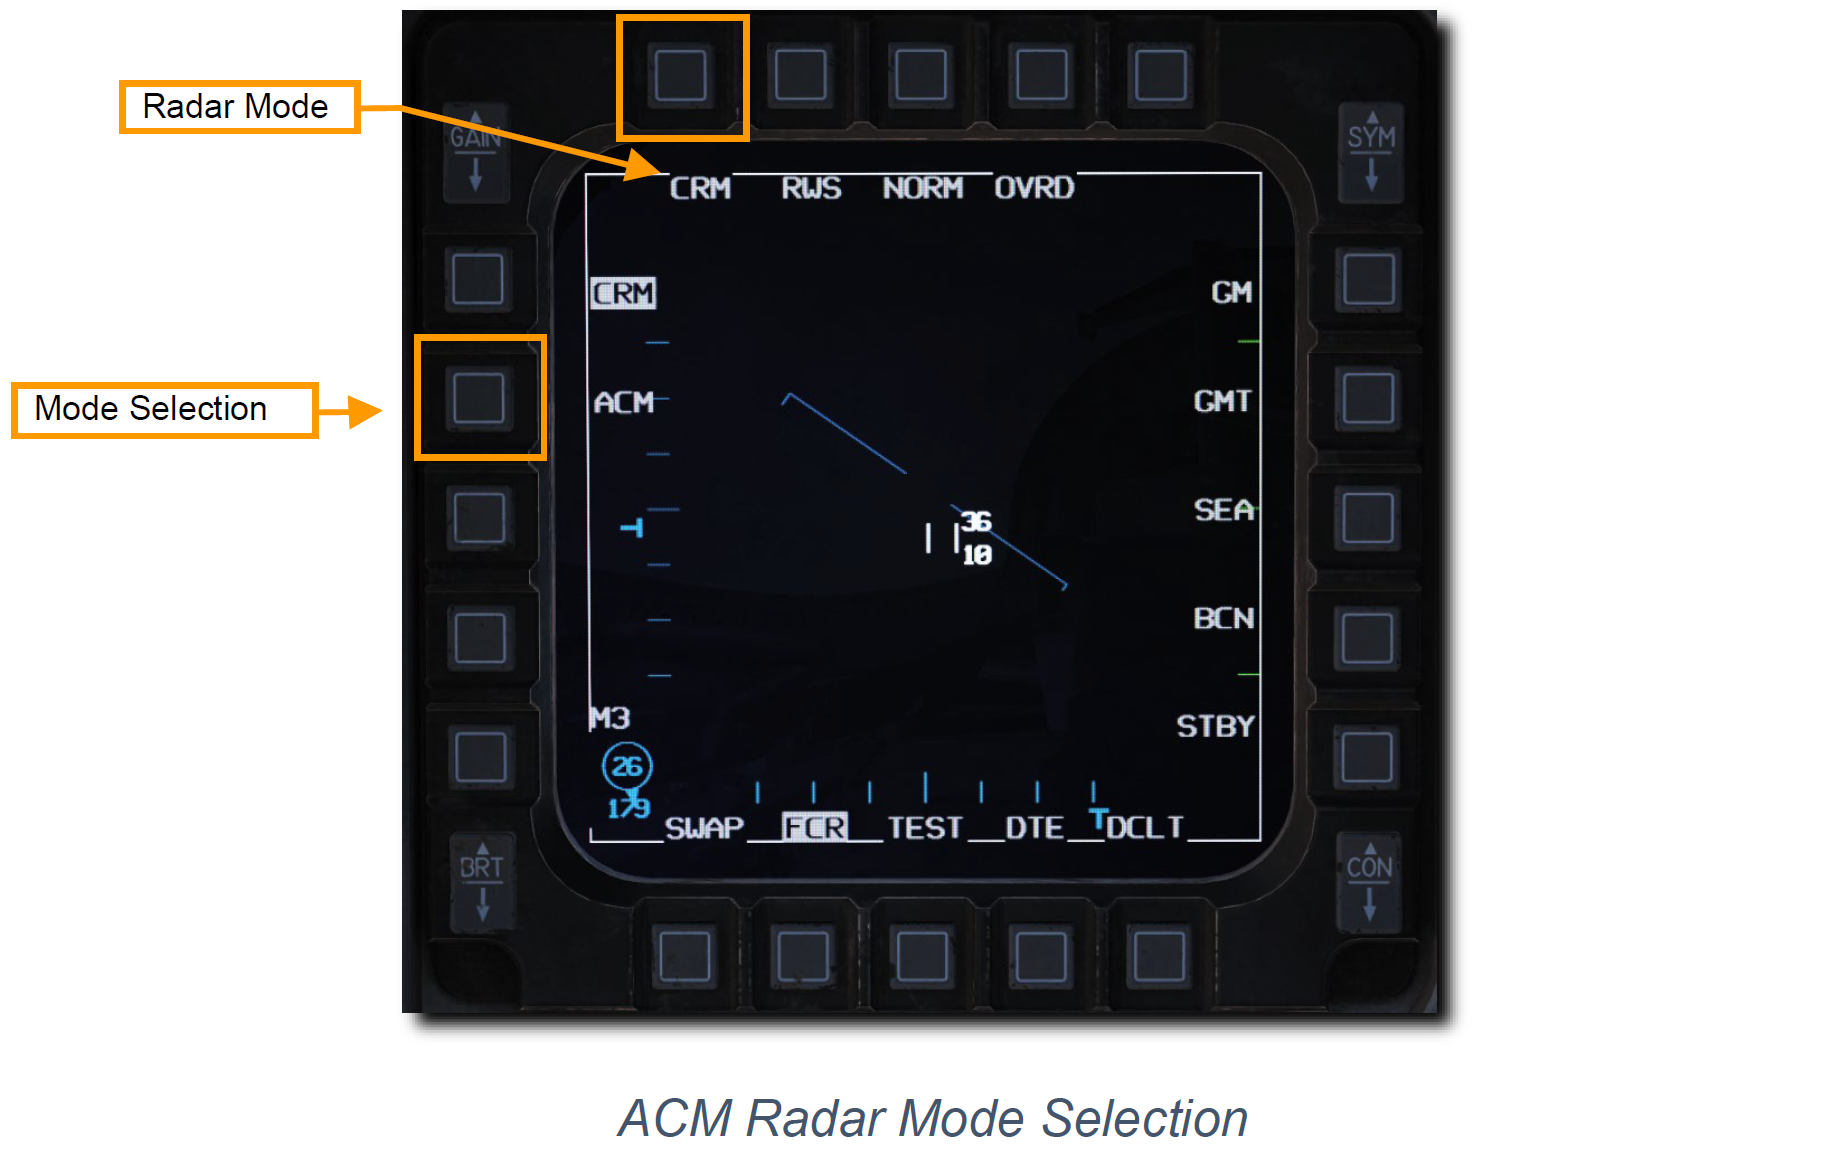 Radar Mode
GAIN
SYM
CRM RWS NORM OVRD
CRM
GM
Mode Selection
ACM
GMT
SEA
36
10
BCN
M3
STBY
26
179
SWAP FCR TEST DTE DCLT
BRT
CON
ACM Radar Mode Selection